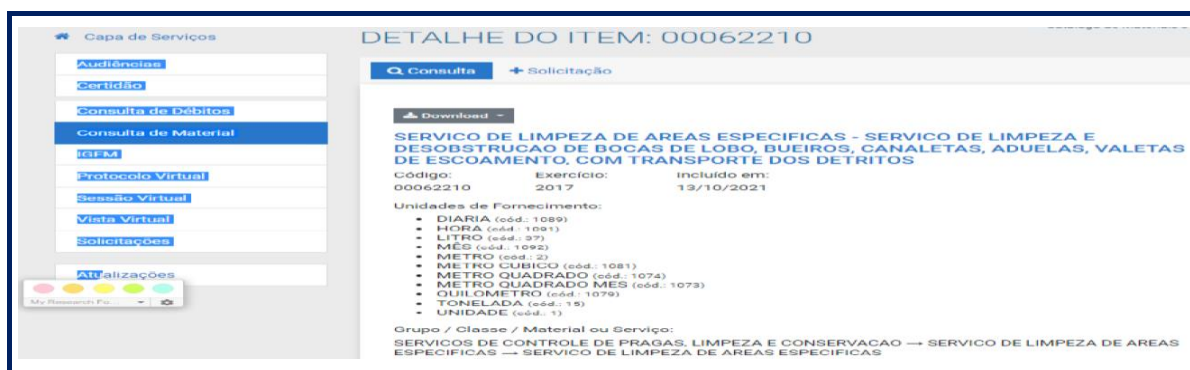 Capa de Serviços
Audiências
Certidão
Consulta de Débitos
Consulta de Material
IGFM
Protocolo Virtual
Sessão Virtual
Vista Virtual
Solicitações
Atualizações
My Research Fo...
DETALHE DO ITEM: 00062210
Consulta
+ Solicitação
Download
SERVICO DE LIMPEZA DE AREAS ESPECIFICAS - SERVICO DE LIMPEZA E
DESOBSTRUCAO DE BOCAS DE LOBO, BUEIROS, CANALETAS, ADUELAS, VALETAS
DE ESCOAMENTO, COM TRANSPORTE DOS DETRITOS
Código: Exercício: Incluído em:
00062210 2017 13/10/2021
Unidades de Fornecimento:
• DIARIA (cód.: 1089)
• HORA (cód.: 1091)
• LITRO (cód.: 37)
• MÊS (cód.: 1092)
• METRO (cód.: 2)
• METRO CUBICO (cód.: 1081)
• METRO QUADRADO (cód.: 1074)
• METRO QUADRADO MES (cód.: 1073)
• QUILOMETRO (cód.: 1079)
• TONELADA (cód.: 15)
• UNIDADE (cód.: 1)
Grupo / Classe / Material ou Serviço:
SERVICOS DE CONTROLE DE PRAGAS, LIMPEZA E CONSERVACAO → SERVICO DE LIMPEZA DE AREAS
ESPECIFICAS → SERVICO DE LIMPEZA DE AREAS ESPECIFICAS